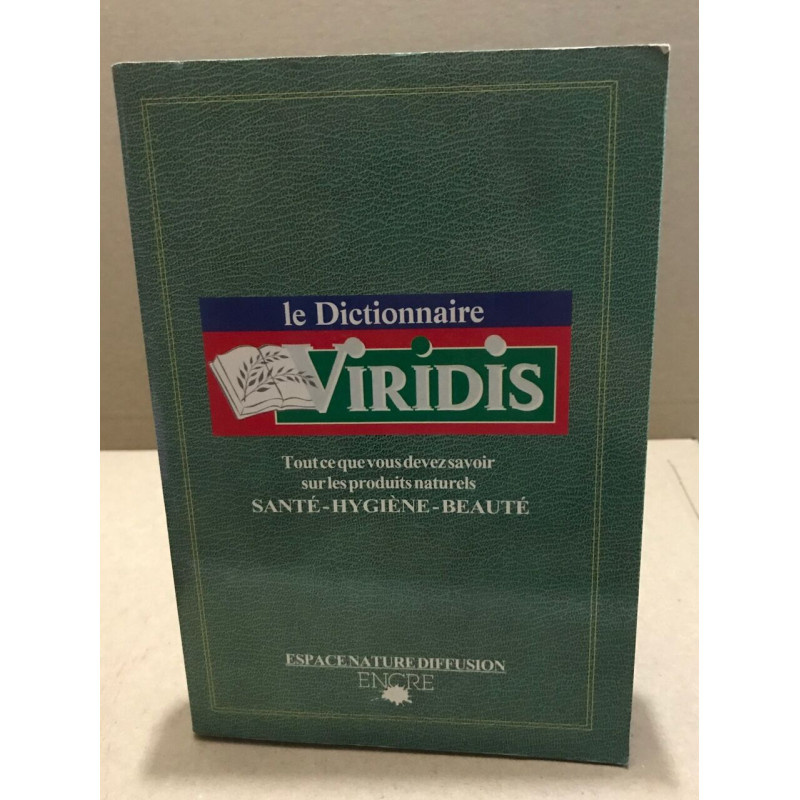 le Dictionnaire
VIRIDIS
Tout ce que vous devez savoir
sur les produits naturels
SANTÉ-HYGIÈNE-BEAUTÉ
ESPACE NATURE DIFFUSION
ENCRE